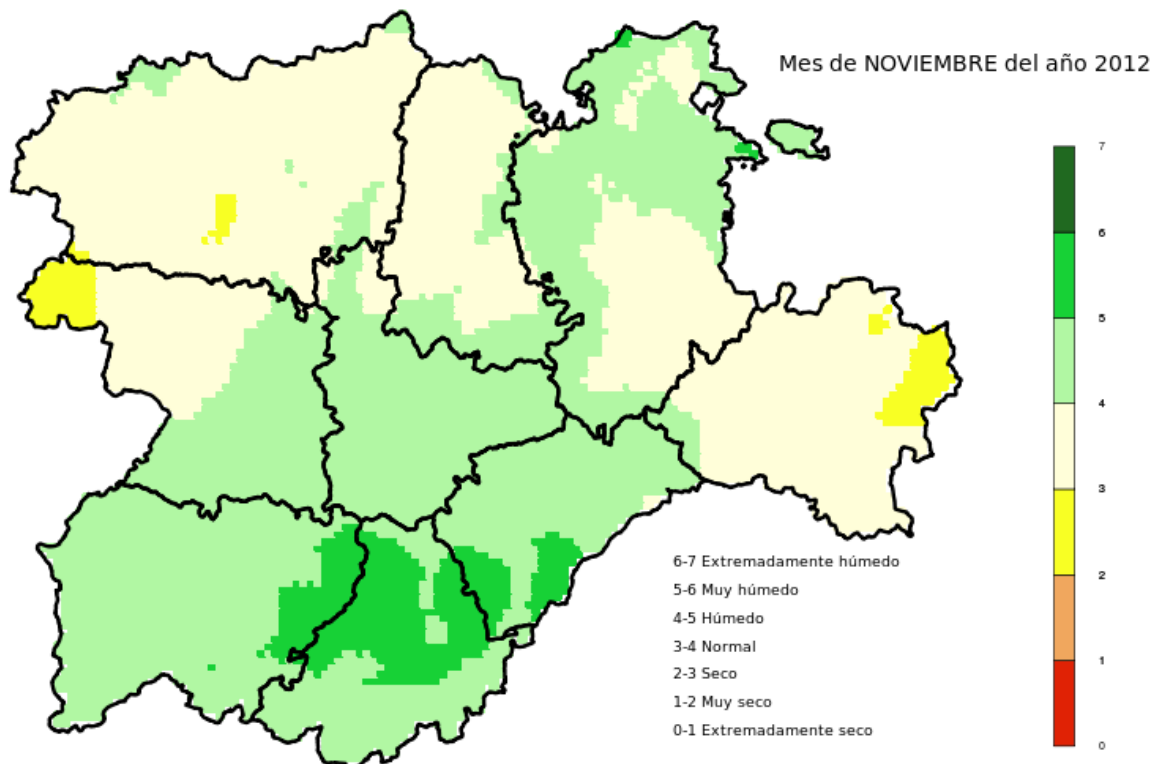 Mes de NOVIEMBRE del año 2012
7
6
5
4
3
2
1
0
6-7 Extremadamente húmedo
5-6 Muy húmedo
4-5 Húmedo
3-4 Normal
2-3 Seco
1-2 Muy seco
0-1 Extremadamente seco